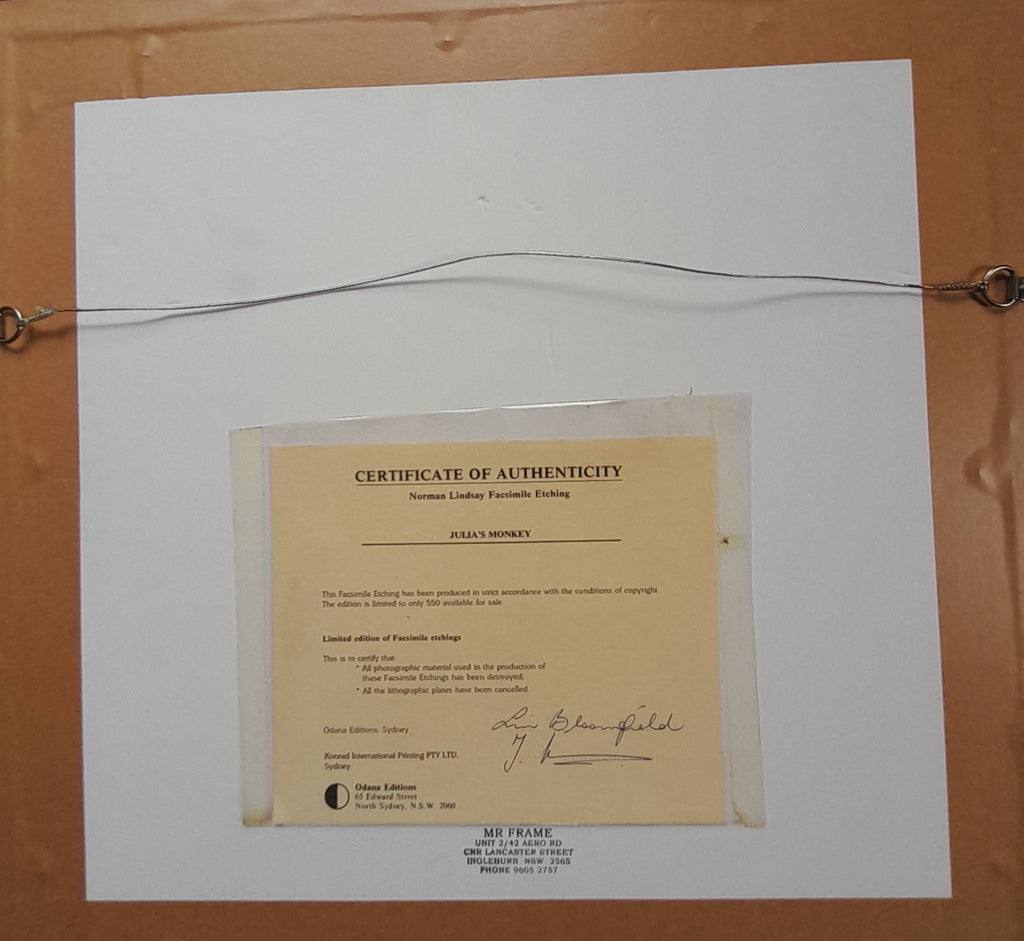 CERTIFICATE OF AUTHENTICITY
Norman Lindsay Facsimile Etching
JULIA'S MONKEY
This Facsimile Etching has been produced in strict accordance with the conditions of copyright
The edition is limited to only 550 available for sale.
Limited edition of Facsimile etchings
This is to certify that:
* All photographic material used in the production of
these Facsimile Etchings has been destroyed.
* All the lithographic plates have been cancelled.
Odana Editions, Sydney
Lin Bloomfield
Konrad International Printing PTY LTD,
Sydney
Odana Editions
65 Edward Street
North Sydney, N.S.W. 2060
MR FRAME
UNIT 2/42 AERO RD
CNR LANCASTER STREET
INGLEBURN NSW 2565
PHONE 9605 2757